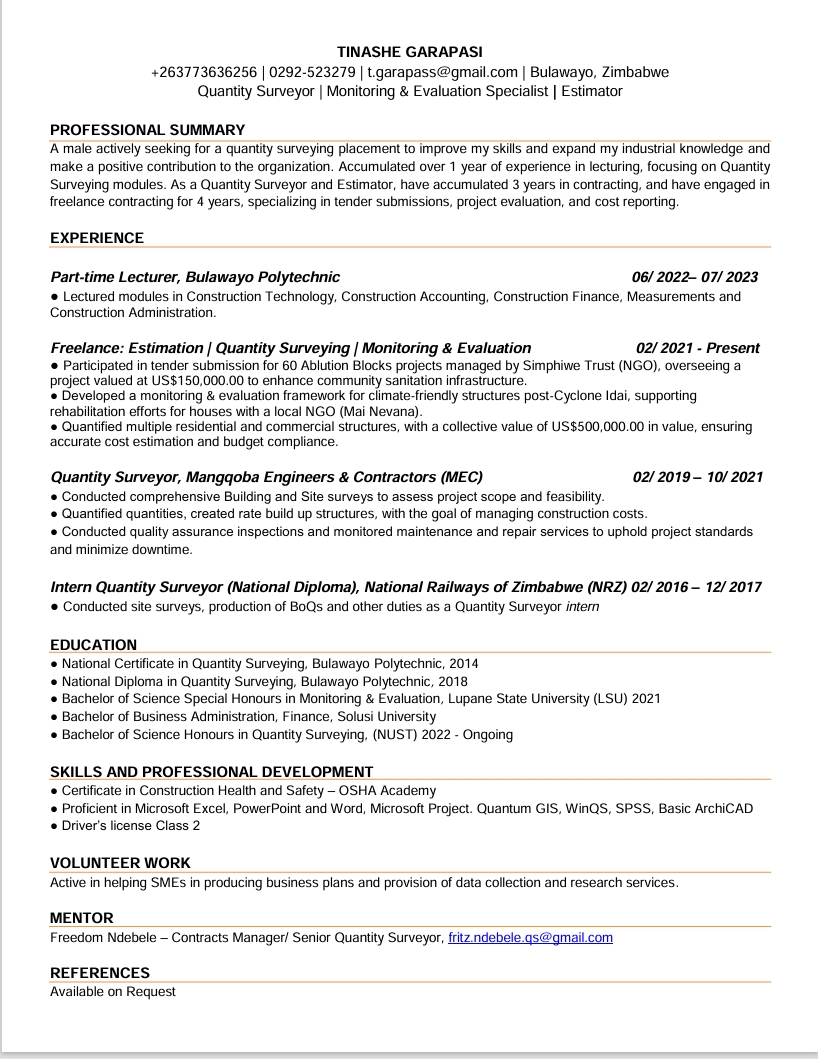 TINASHE GARAPASI
+263773636256 | 0292-523279 | t.garapass@gmail.com | Bulawayo, Zimbabwe
Quantity Surveyor | Monitoring & Evaluation Specialist | Estimator
PROFESSIONAL SUMMARY
A male actively seeking for a quantity surveying placement to improve my skills and expand my industrial knowledge and
make a positive contribution to the organization. Accumulated over 1 year of experience in lecturing, focusing on Quantity
Surveying modules. As a Quantity Surveyor and Estimator, have accumulated 3 years in contracting, and have engaged in
freelance contracting for 4 years, specializing in tender submissions, project evaluation, and cost reporting.
EXPERIENCE
Part-time Lecturer, Bulawayo Polytechnic 06/ 2022– 07/ 2023
● Lectured modules in Construction Technology, Construction Accounting, Construction Finance, Measurements and
Construction Administration.
Freelance: Estimation | Quantity Surveying | Monitoring & Evaluation 02/ 2021 - Present
● Participated in tender submission for 60 Ablution Blocks projects managed by Simphiwe Trust (NGO), overseeing a
project valued at US$150,000.00 to enhance community sanitation infrastructure.
● Developed a monitoring & evaluation framework for climate-friendly structures post-Cyclone Idai, supporting
rehabilitation efforts for houses with a local NGO (Mai Nevana).
● Quantified multiple residential and commercial structures, with a collective value of US$500,000.00 in value, ensuring
accurate cost estimation and budget compliance.
Quantity Surveyor, Mangqoba Engineers & Contractors (MEC) 02/ 2019 – 10/ 2021
● Conducted comprehensive Building and Site surveys to assess project scope and feasibility.
● Quantified quantities, created rate build up structures, with the goal of managing construction costs.
● Conducted quality assurance inspections and monitored maintenance and repair services to uphold project standards
and minimize downtime.
Intern Quantity Surveyor (National Diploma), National Railways of Zimbabwe (NRZ) 02/ 2016 – 12/ 2017
● Conducted site surveys, production of BoQs and other duties as a Quantity Surveyor intern
EDUCATION
● National Certificate in Quantity Surveying, Bulawayo Polytechnic, 2014
● National Diploma in Quantity Surveying, Bulawayo Polytechnic, 2018
● Bachelor of Science Special Honours in Monitoring & Evaluation, Lupane State University (LSU) 2021
● Bachelor of Business Administration, Finance, Solusi University
● Bachelor of Science Honours in Quantity Surveying, (NUST) 2022 - Ongoing
SKILLS AND PROFESSIONAL DEVELOPMENT
● Certificate in Construction Health and Safety – OSHA Academy
● Proficient in Microsoft Excel, PowerPoint and Word, Microsoft Project. Quantum GIS, WinQS, SPSS, Basic ArchiCAD
● Driver’s license Class 2
VOLUNTEER WORK
Active in helping SMEs in producing business plans and provision of data collection and research services.
MENTOR
Freedom Ndebele – Contracts Manager/ Senior Quantity Surveyor, fritz.ndebele.qs@gmail.com
REFERENCES
Available on Request